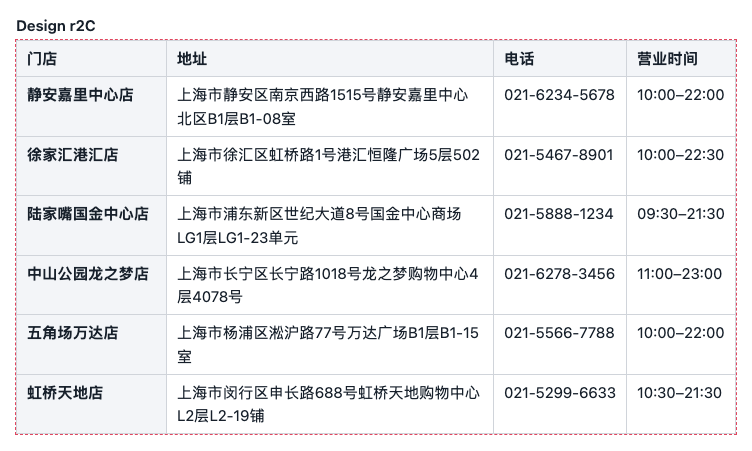 Design r2C
门店 地址 电话 营业时间
静安嘉里中心店 上海市静安区南京西路1515号静安嘉里中心 021-6234-5678 10:00–22:00
北区B1层B1-08室
徐家汇港汇店 上海市徐汇区虹桥路1号港汇恒隆广场5层502 021-5467-8901 10:00–22:30
铺
陆家嘴国金中心店 上海市浦东新区世纪大道8号国金中心商场 021-5888-1234 09:30–21:30
LG1层LG1-23单元
中山公园龙之梦店 上海市长宁区长宁路1018号龙之梦购物中心4 021-6278-3456 11:00–23:00
层4078号
五角场万达店 上海市杨浦区淞沪路77号万达广场B1层B1-15 021-5566-7788 10:00–22:00
室
虹桥天地店 上海市闵行区申长路688号虹桥天地购物中心 021-5299-6633 10:30–21:30
L2层L2-19铺